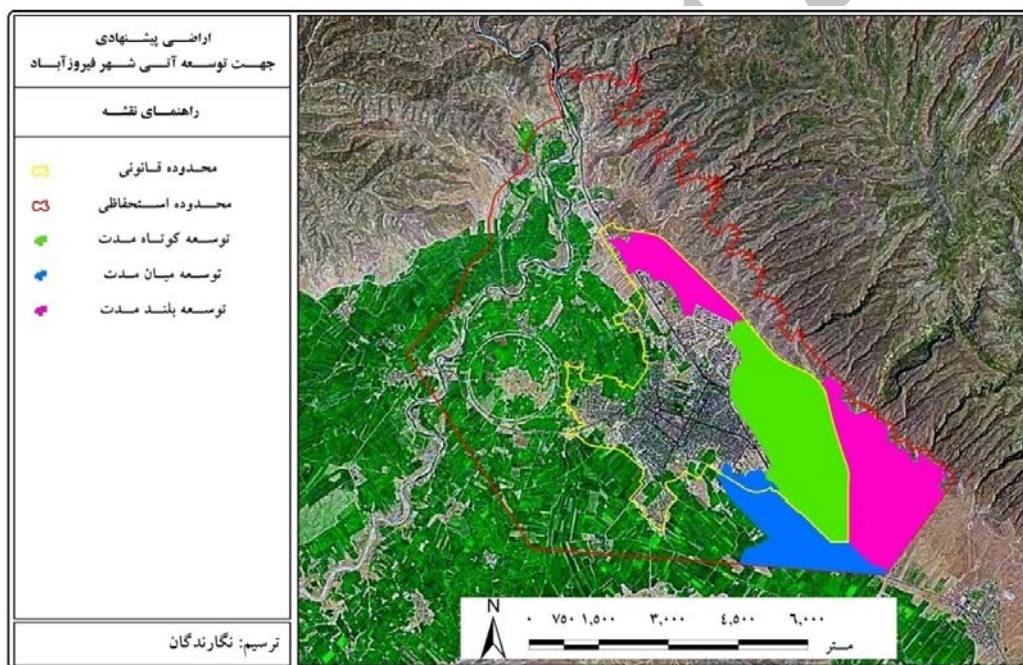 اراضی پیشنهادی
جهت توسعه آتی شهر فیروزآباد
راهنمای نقشه
محدوده قانونی
محدوده استحفاظی
توسعه کوتاه مدت
توسعه میان مدت
توسعه بلند مدت
ترسیم: نگارندگان
N
۰ ۷۵۰ ۱,۵۰۰ ۳,۰۰۰ ۴,۵۰۰ ۶,۰۰۰
متر